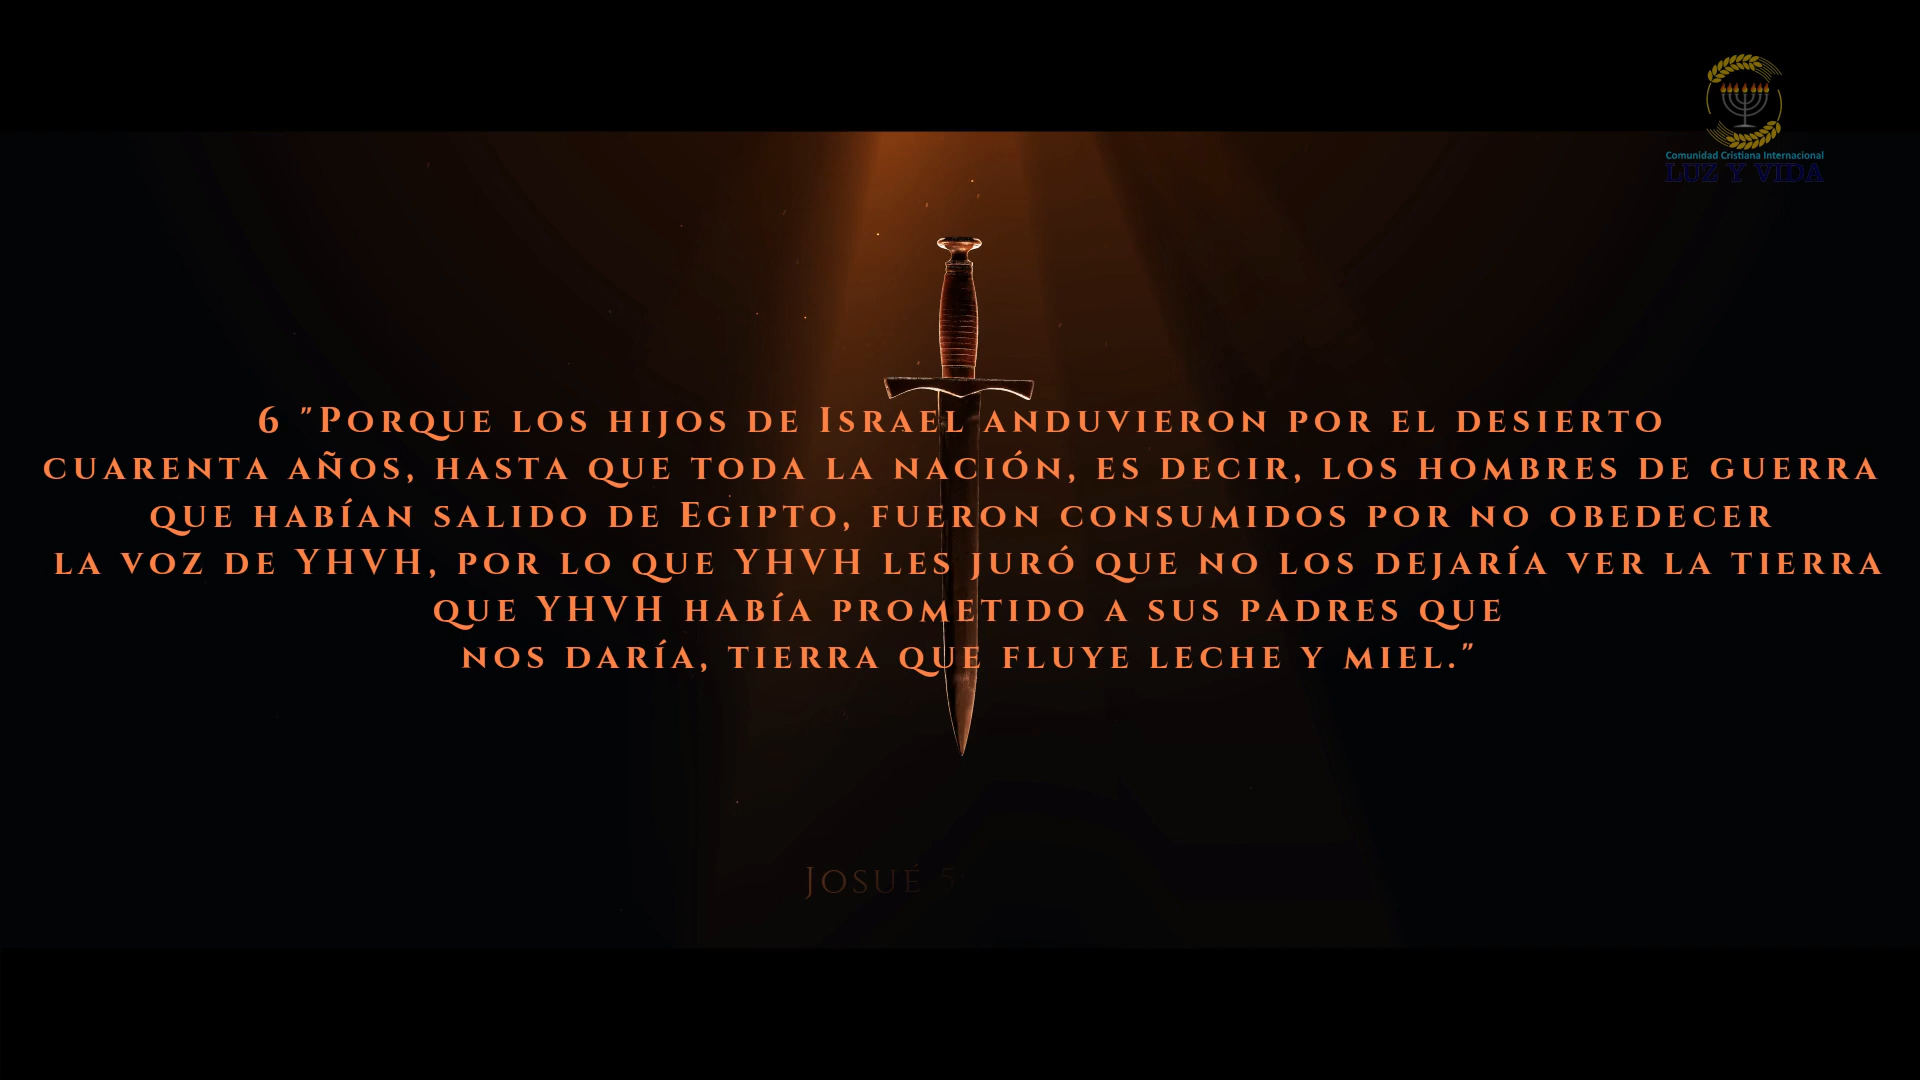 Comunidad Cristiana Internacional
LUZ Y VIDA
6 "Porque los hijos de Israel anduvieron por el desierto
cuarenta años, hasta que toda la nación, es decir, los hombres de guerra
que habían salido de Egipto, fueron consumidos por no obedecer
la voz de YHVH, por lo que YHVH les juró que no los dejaría ver la tierra
que YHVH había prometido a sus padres que
nos daría, tierra que fluye leche y miel."
Josué 5